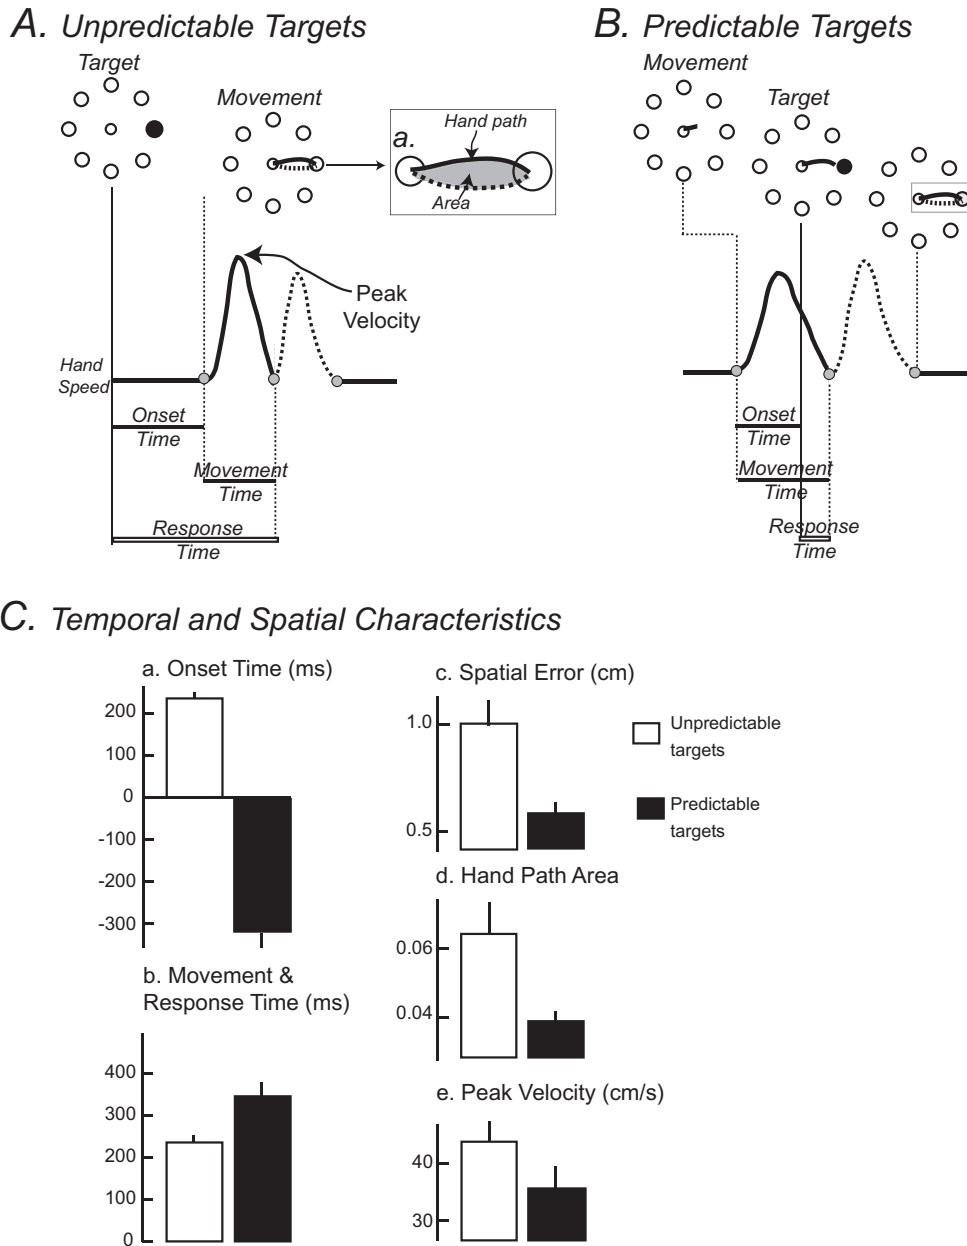 A. Unpredictable Targets
Target
Movement
a.
Hand path
Area
Peak
Velocity
Hand
Speed
Onset
Time
Movement
Time
Response
Time
B. Predictable Targets
Movement
Target
Onset
Time
Movement
Time
Response
Time
C. Temporal and Spatial Characteristics
a. Onset Time (ms)
200
100
0
-100
-200
-300
b. Movement &
Response Time (ms)
400
300
200
100
0
c. Spatial Error (cm)
1.0
0.5
d. Hand Path Area
0.06
0.04
e. Peak Velocity (cm/s)
40
30
Unpredictable
targets
Predictable
targets